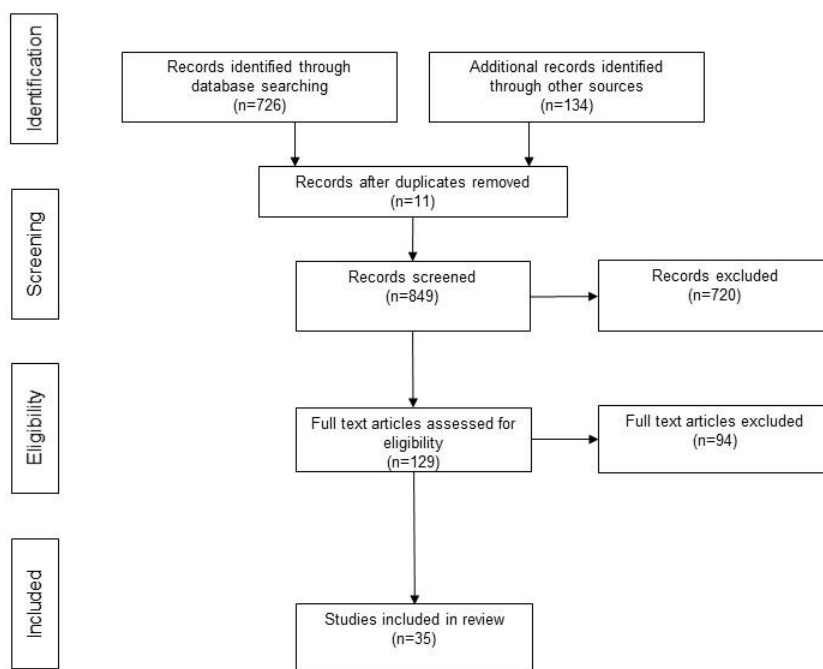 Identification
Records identified through
database searching
(n=726)
Additional records identified
through other sources
(n=134)
Records after duplicates removed
(n=11)
Screening
Records screened
(n=849)
Records excluded
(n=720)
Eligibility
Full text articles assessed for
eligibility
(n=129)
Full text articles excluded
(n=94)
Included
Studies included in review
(n=35)